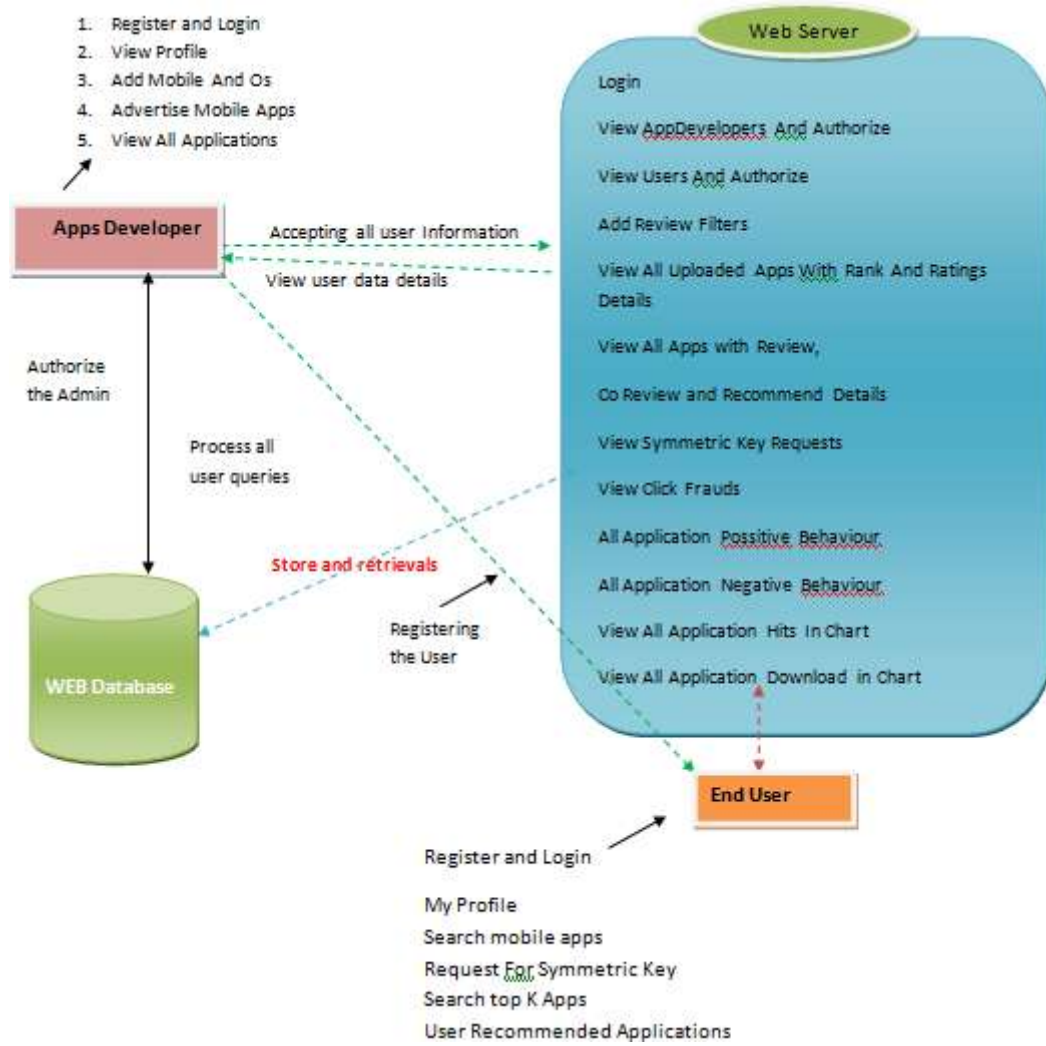 1. Register and Login
2. View Profile
3. Add Mobile And Os
4. Advertise Mobile Apps
5. View All Applications
Apps Developer
Accepting all user Information
View user data details
Authorize
the Admin
Process all
user queries
Store and retrievals
Registering
the User
WEB Database
Web Server
Login
View AppDevelopers And Authorize
View Users And Authorize
Add Review Filters
View All Uploaded Apps With Rank And Ratings
Details
View All Apps with Review,
Co Review and Recommend Details
View Symmetric Key Requests
View Click Frauds
All Application Possitive Behaviour
All Application Negative Behaviour
View All Application Hits In Chart
View All Application Download in Chart
End User
Register and Login
My Profile
Search mobile apps
Request For Symmetric Key
Search top K Apps
User Recommended Applications